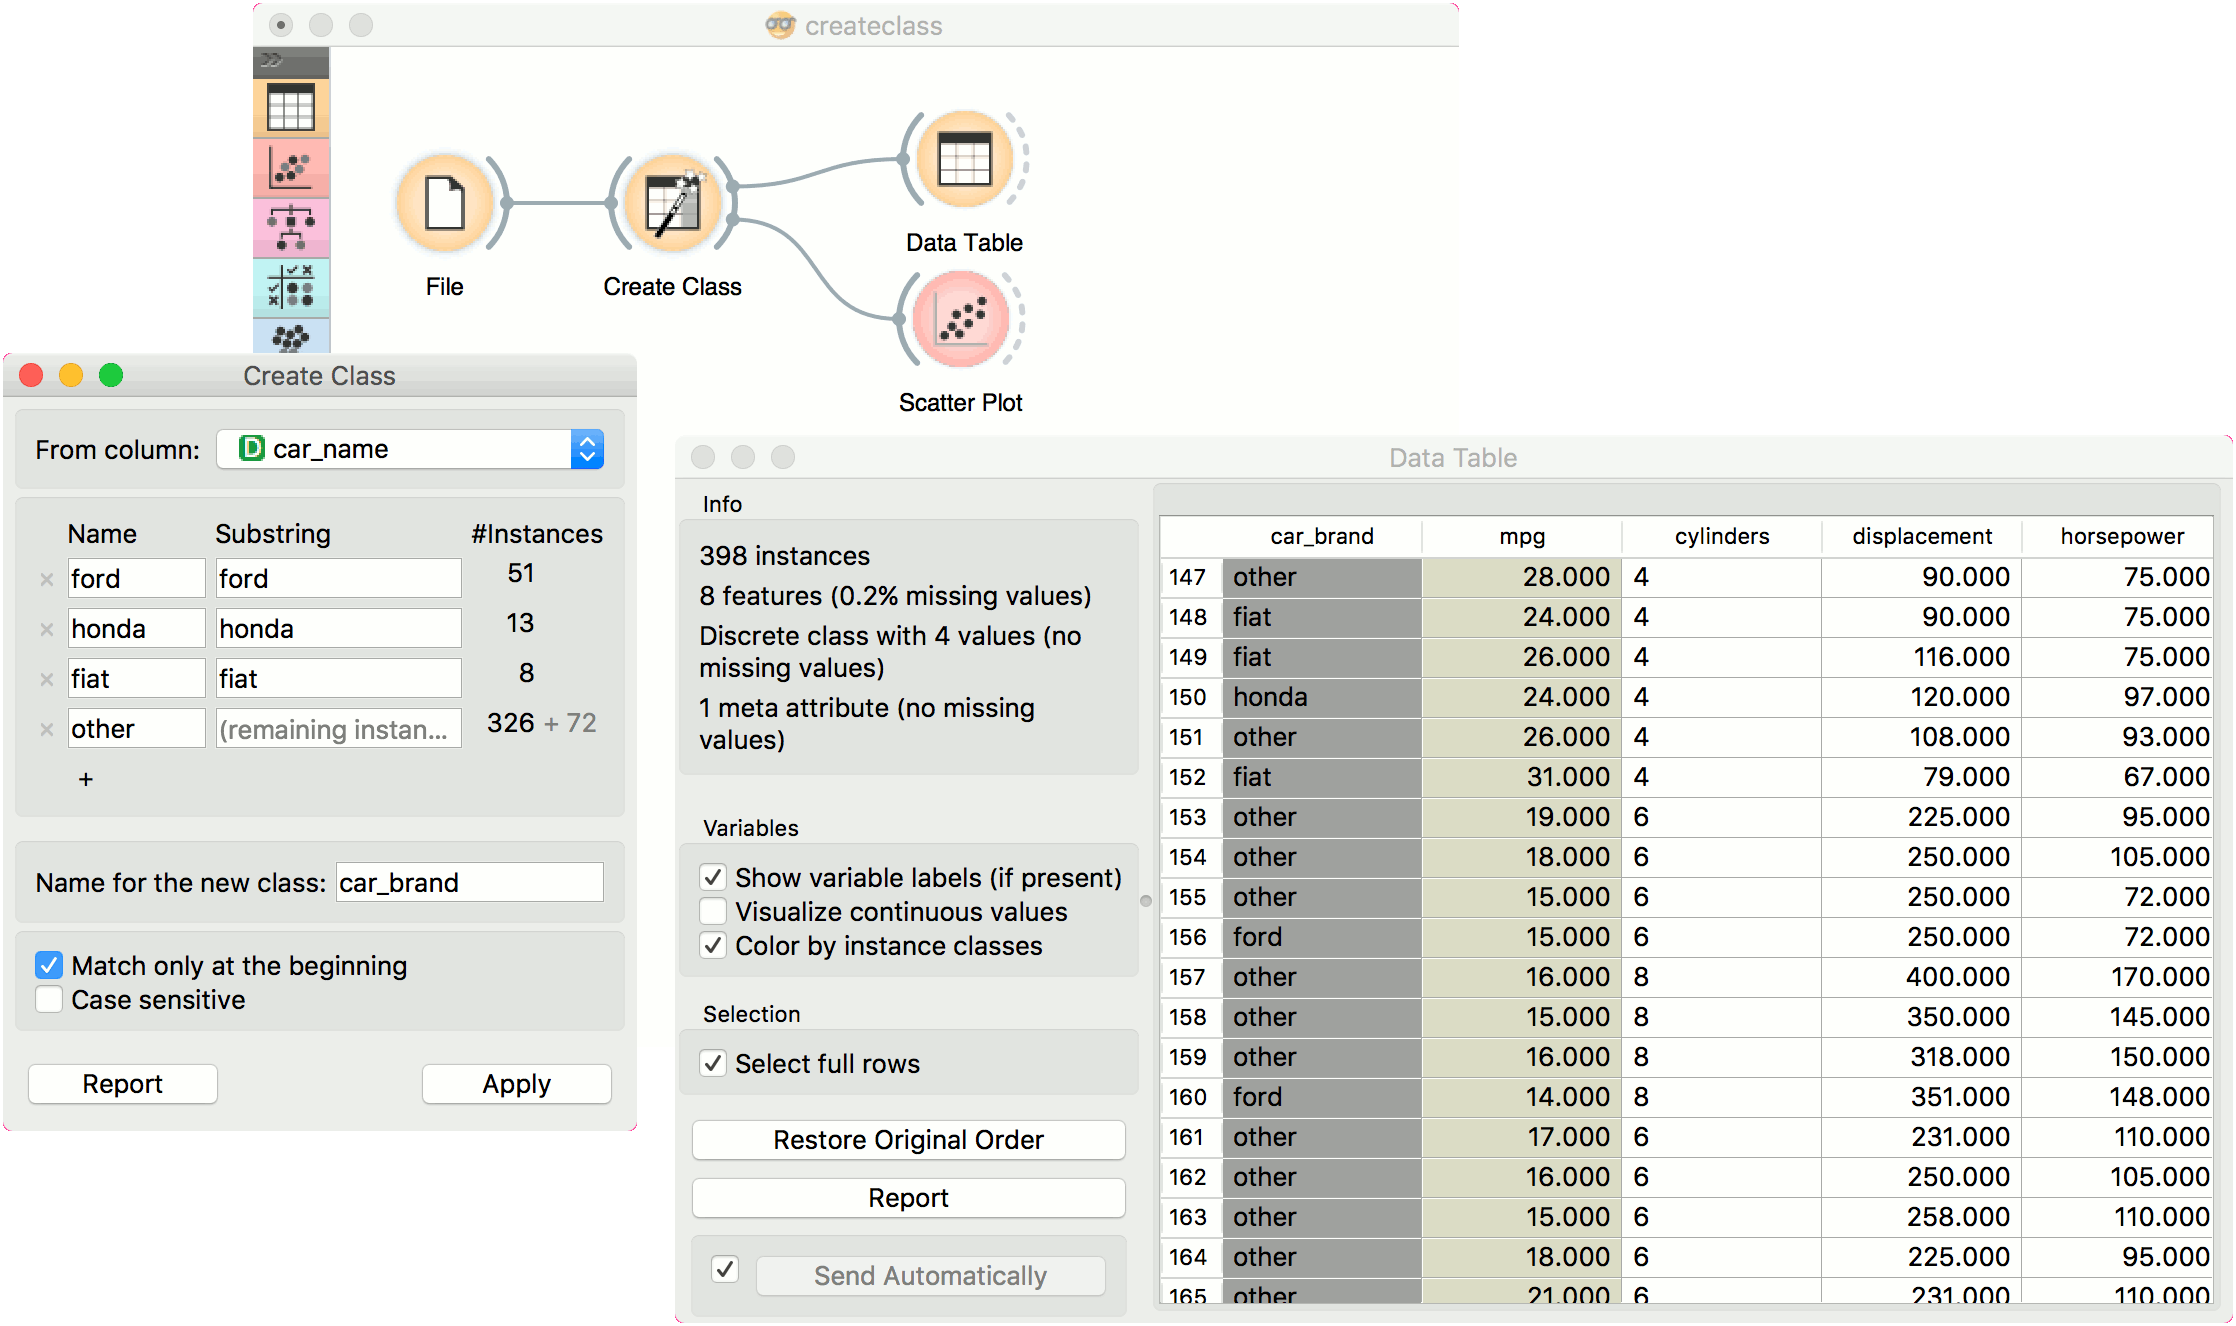 createclass
File
Create Class
Data Table
Scatter Plot
Create Class
From column: D car_name
Name Substring #Instances
× ford ford 51
× honda honda 13
× fiat fiat 8
× other (remaining instan... 326 + 72
+
Name for the new class: car_brand
Match only at the beginning
Case sensitive
Report Apply
Data Table
Info
398 instances
8 features (0.2% missing values)
Discrete class with 4 values (no
missing values)
1 meta attribute (no missing
values)
Variables
Show variable labels (if present)
Visualize continuous values
Color by instance classes
Selection
Select full rows
Restore Original Order
Report
Send Automatically
car_brand mpg cylinders displacement horsepower
147 other 28.000 4 90.000 75.000
148 fiat 24.000 4 90.000 75.000
149 fiat 26.000 4 116.000 75.000
150 honda 24.000 4 120.000 97.000
151 other 26.000 4 108.000 93.000
152 fiat 31.000 4 79.000 67.000
153 other 19.000 6 225.000 95.000
154 other 18.000 6 250.000 105.000
155 other 15.000 6 250.000 72.000
156 ford 15.000 6 250.000 72.000
157 other 16.000 8 400.000 170.000
158 other 15.000 8 350.000 145.000
159 other 16.000 8 318.000 150.000
160 ford 14.000 8 351.000 148.000
161 other 17.000 6 231.000 110.000
162 other 16.000 6 250.000 105.000
163 other 15.000 6 258.000 110.000
164 other 18.000 6 225.000 95.000
165 other 21.000 6 231.000 110.000